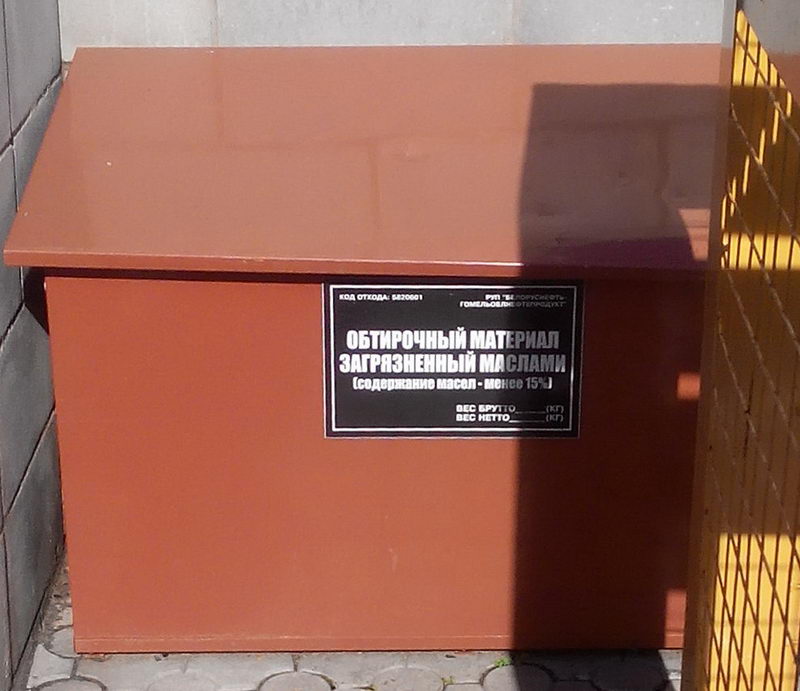 КОД ОТХОДА: 5820601
РУП "БЕЛОРУСНЕФТЬ-
ГОМЕЛЬОБЛНЕФТЕПРОДУКТ"
ОБТИРОЧНЫЙ МАТЕРИАЛ
ЗАГРЯЗНЕННЫЙ МАСЛАМИ
(содержание масел - менее 15%)
ВЕС БРУТТО______(КГ)
ВЕС НЕТТО______(КГ)